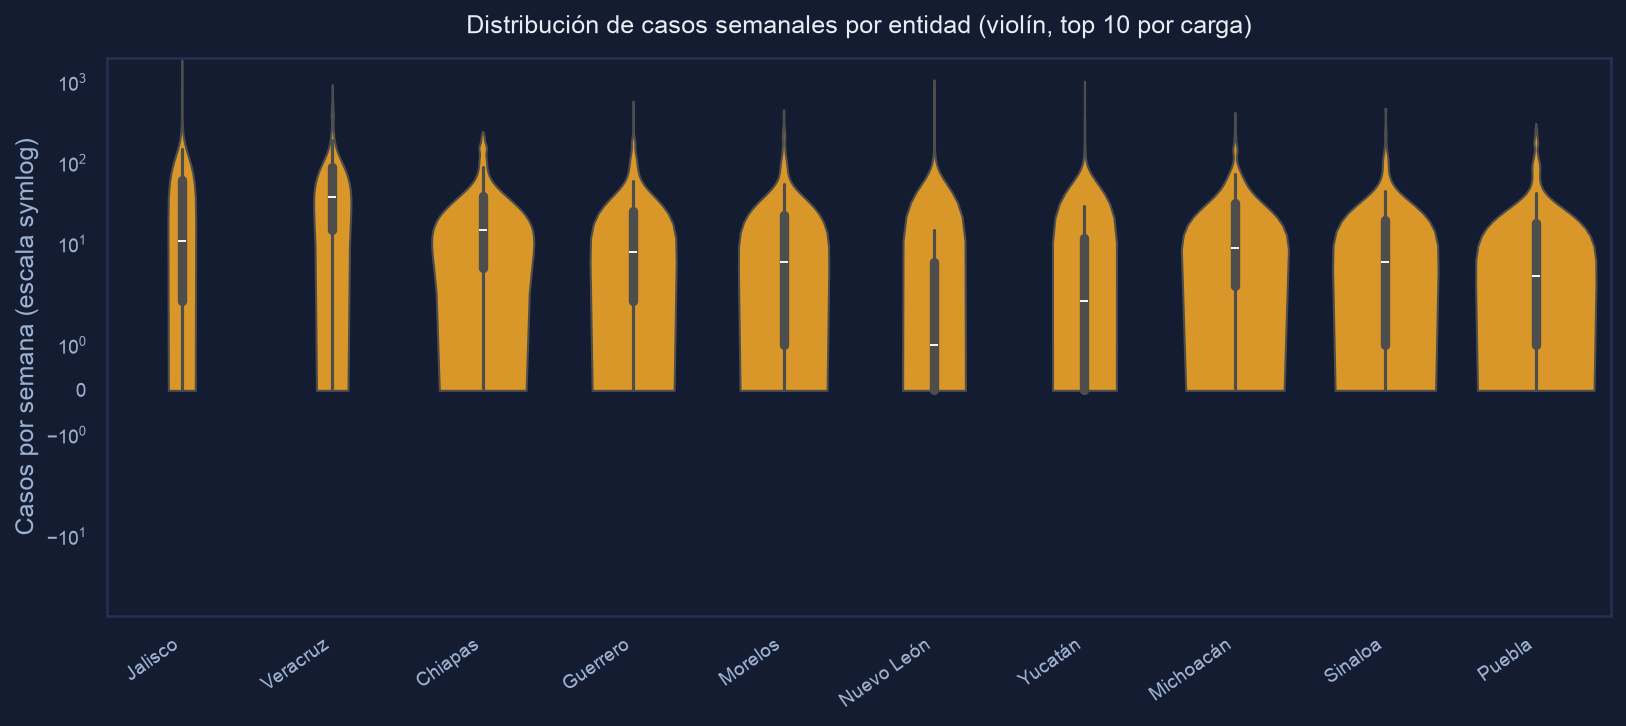 Distribución de casos semanales por entidad (violín, top 10 por carga)
Casos por semana (escala symlog)
10³
10²
10¹
10⁰
0
−10⁰
−10¹
Jalisco
Veracruz
Chiapas
Guerrero
Morelos
Nuevo León
Yucatán
Michoacán
Sinaloa
Puebla